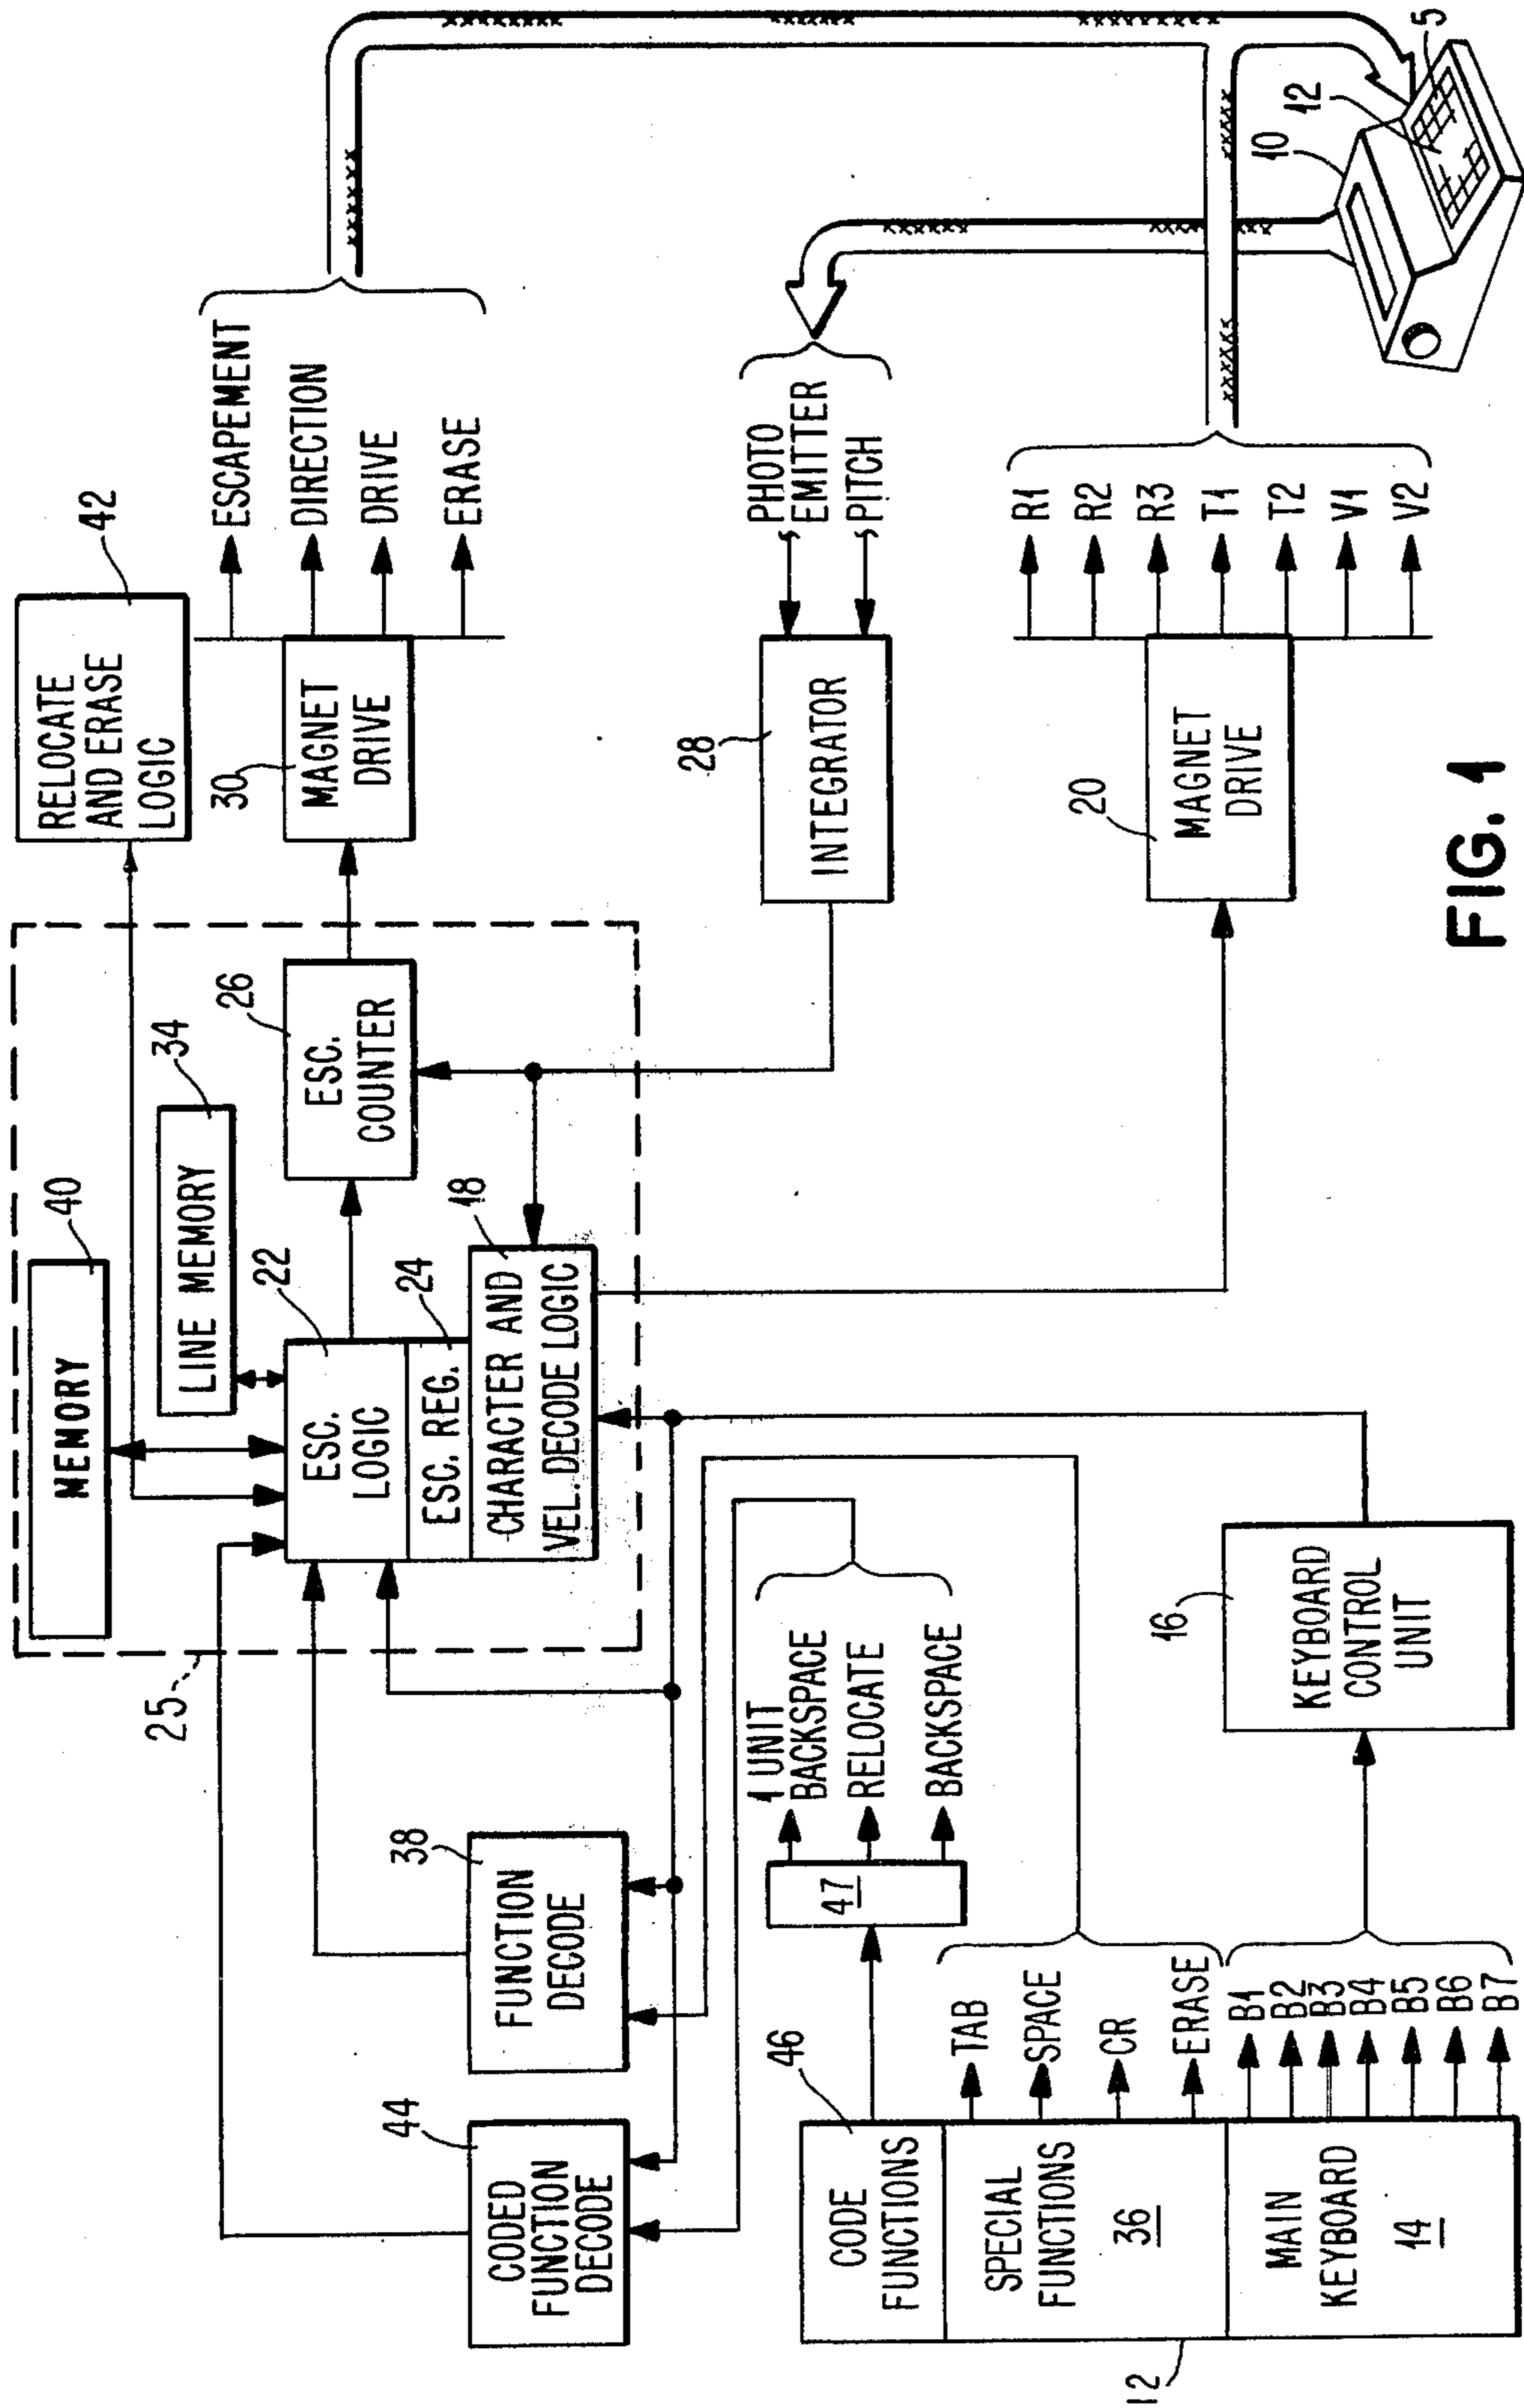 42
RELOCATE
AND ERASE
LOGIC
ESCAPEMENT
DIRECTION
DRIVE
ERASE
30
MAGNET
DRIVE
40
MEMORY
34
LINE MEMORY
26
ESC.
COUNTER
22
ESC.
LOGIC
24
ESC. REG.
18
CHARACTER AND
VEL. DECODE LOGIC
25
38
FUNCTION
DECODE
44
CODED
FUNCTION
DECODE
28
INTEGRATOR
PHOTO
EMITTER
PITCH
20
MAGNET
DRIVE
R1
R2
R3
T1
T2
V1
V2
10
12
5
47
1 UNIT
BACKSPACE
RELOCATE
BACKSPACE
46
CODE
FUNCTIONS
SPECIAL
FUNCTIONS
36
MAIN
KEYBOARD
14
12
TAB
SPACE
CR
ERASE
B1
B2
B3
B4
B5
B6
B7
16
KEYBOARD
CONTROL
UNIT
FIG. 1